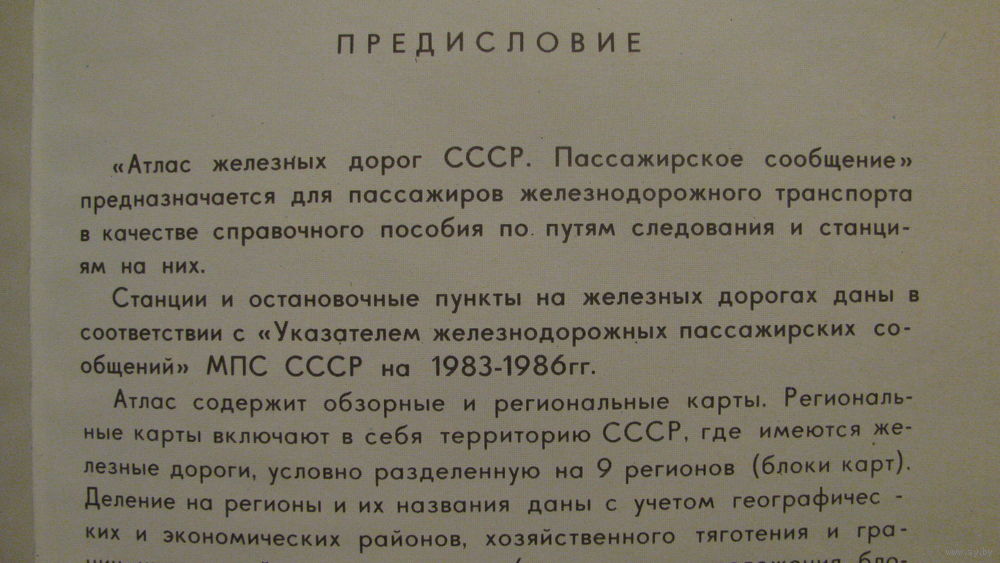 ПРЕДИСЛОВИЕ
«Атлас железных дорог СССР. Пассажирское сообщение»
предназначается для пассажиров железнодорожного транспорта
в качестве справочного пособия по путям следования и станци-
ям на них.
Станции и остановочные пункты на железных дорогах даны в
соответствии с «Указателем железнодорожных пассажирских со-
общений» МПС СССР на 1983-1986гг.
Атлас содержит обзорные и региональные карты. Региональ-
ные карты включают в себя территорию СССР, где имеются же-
лезные дороги, условно разделенную на 9 регионов (блоки карт).
Деление на регионы и их названия даны с учетом географичес -
ких и экономических районов, хозяйственного тяготения и гра-
www.ay.by